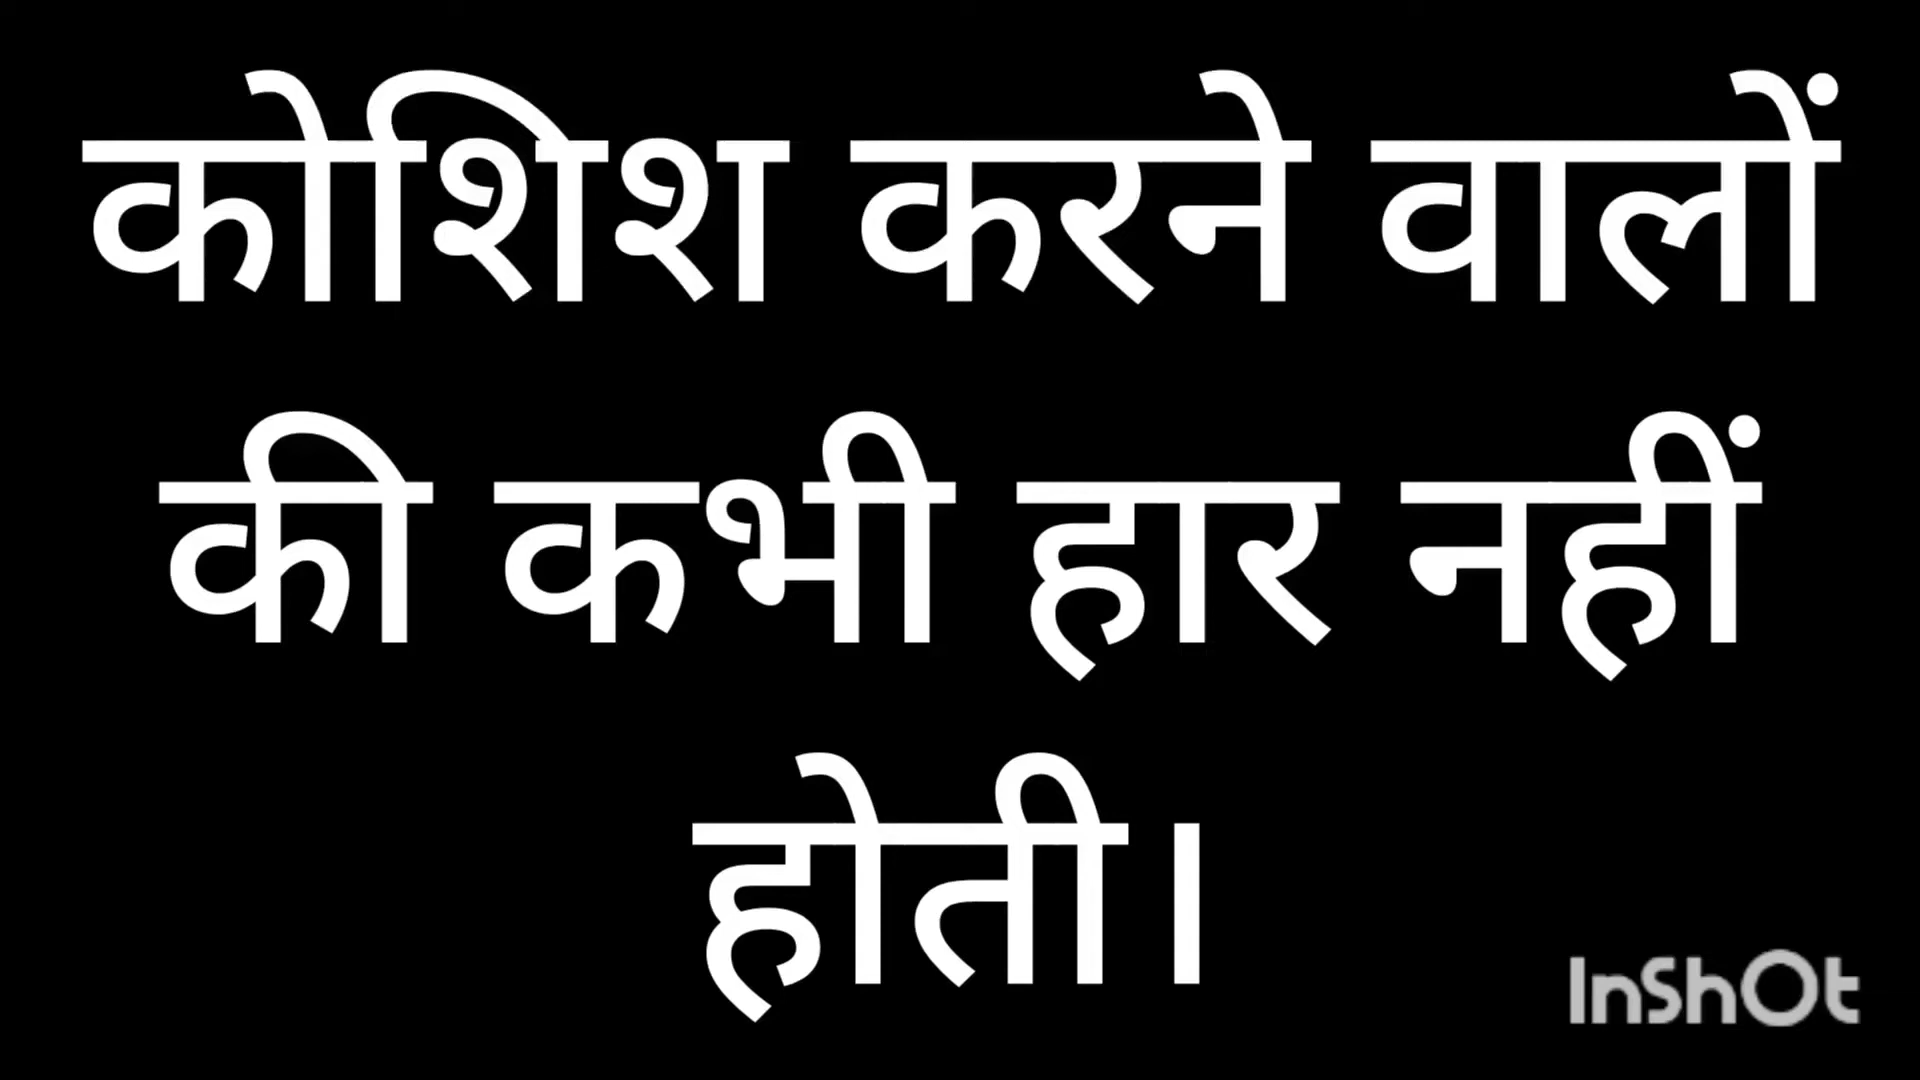 कोशिश करने वालों
की कभी हार नहीं
होती।
InShOt